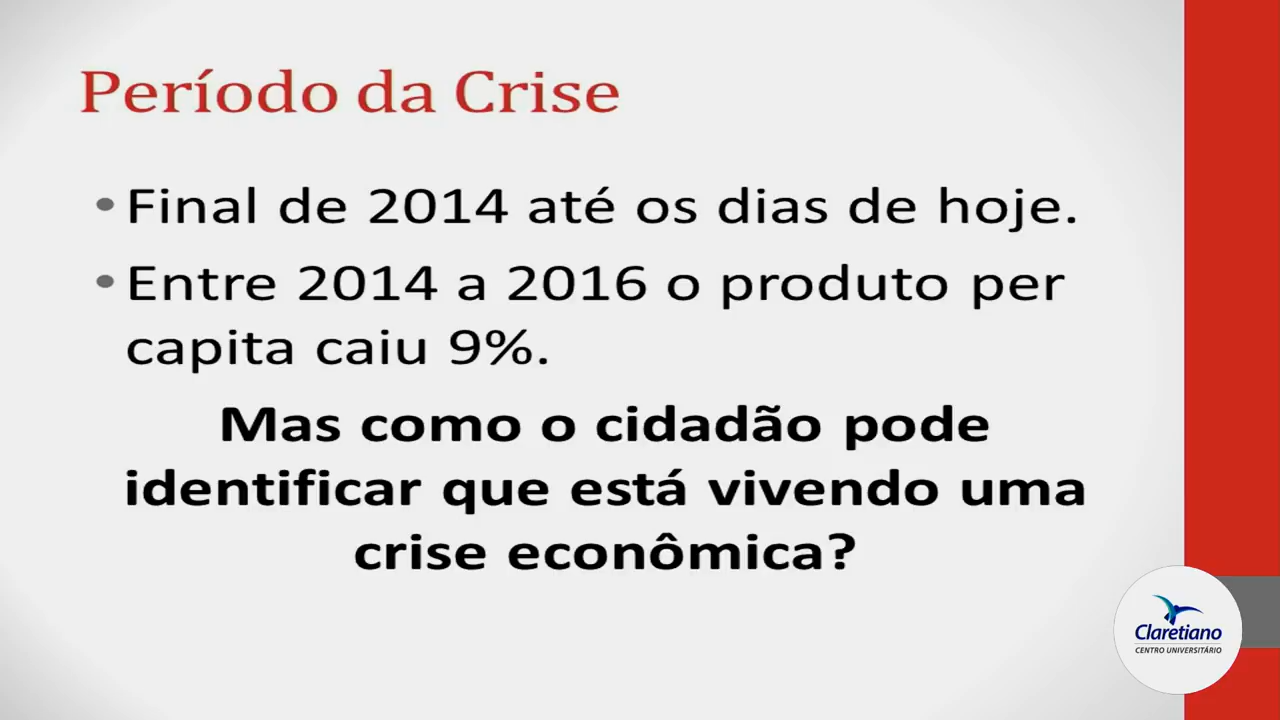 Período da Crise
• Final de 2014 até os dias de hoje.
• Entre 2014 a 2016 o produto per
capita caiu 9%.
Mas como o cidadão pode
identificar que está vivendo uma
crise econômica?
Claretiano
CENTRO UNIVERSITÁRIO